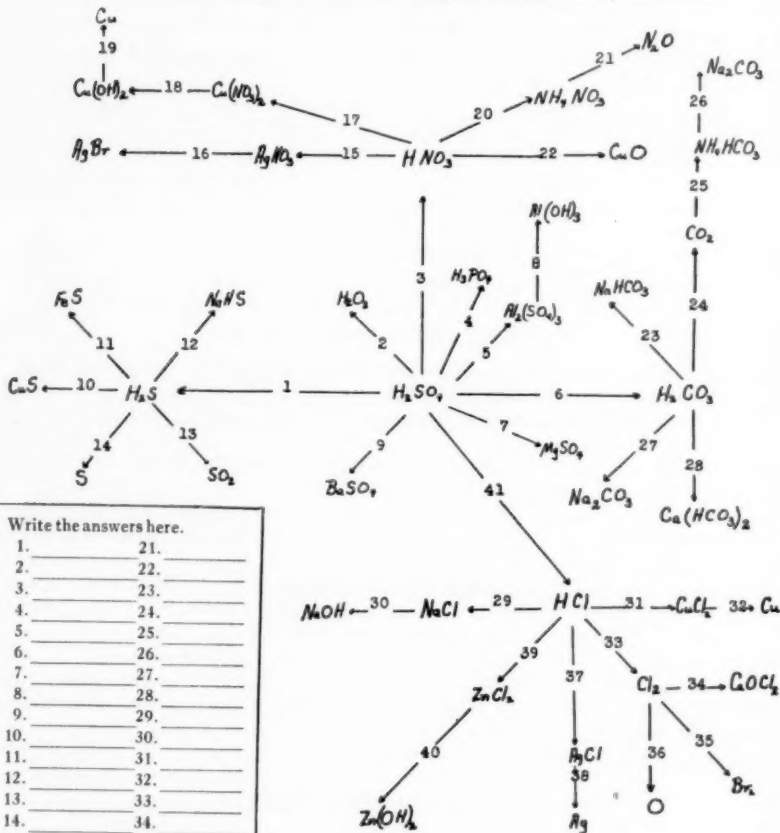 Cu
19
Cu(OH)2 18 Cu(NO3)2
21 N2O
Na2CO3
26
17 20 NH4NO3
AgBr 16 AgNO3 15 HNO3 22 CuO
NH4HCO3
25
CO2
Al(OH)3
8
3
FeS NaHS H2O2 H3PO4 Al2(SO4)3 NaHCO3
24
11 12 2 4 5 23
CuS 10 H2S 1 H2SO4 6 H2CO3
14 13 9 7 27 28
S SO2 BaSO4 MgSO4 Na2CO3 Ca(HCO3)2
41
NaOH 30 NaCl 29 HCl 31 CuCl2 32 Cu
39 37 33
ZnCl2 Cl2 34 CaOCl2
40 AgCl 36 35
38
Zn(OH)2 Ag O Br2
Write the answers here.
1. 21.
2. 22.
3. 23.
4. 24.
5. 25.
6. 26.
7. 27.
8. 28.
9. 29.
10. 30.
11. 31.
12. 32.
13. 33.
14. 34.